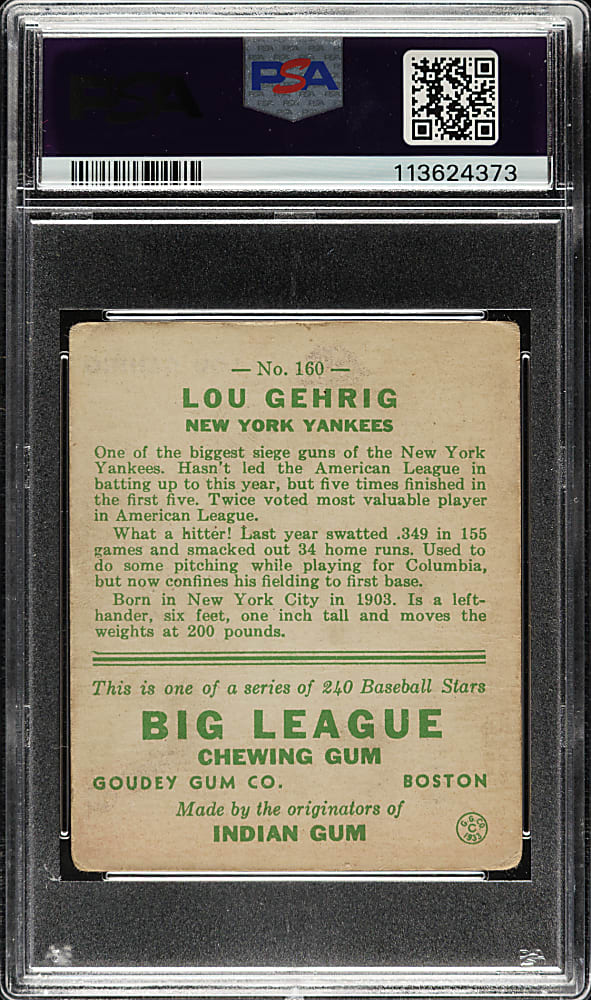 PSA
113624373
— No. 160 —
LOU GEHRIG
NEW YORK YANKEES
One of the biggest siege guns of the New York
Yankees. Hasn't led the American League in
batting up to this year, but five times finished in
the first five. Twice voted most valuable player
in American League.
What a hitter! Last year swatted .349 in 155
games and smacked out 34 home runs. Used to
do some pitching while playing for Columbia,
but now confines his fielding to first base.
Born in New York City in 1903. Is a left-
hander, six feet, one inch tall and moves the
weights at 200 pounds.
This is one of a series of 240 Baseball Stars
BIG LEAGUE
CHEWING GUM
GOUDEY GUM CO. BOSTON
Made by the originators of
INDIAN GUM
G.G.CO.
C
1933